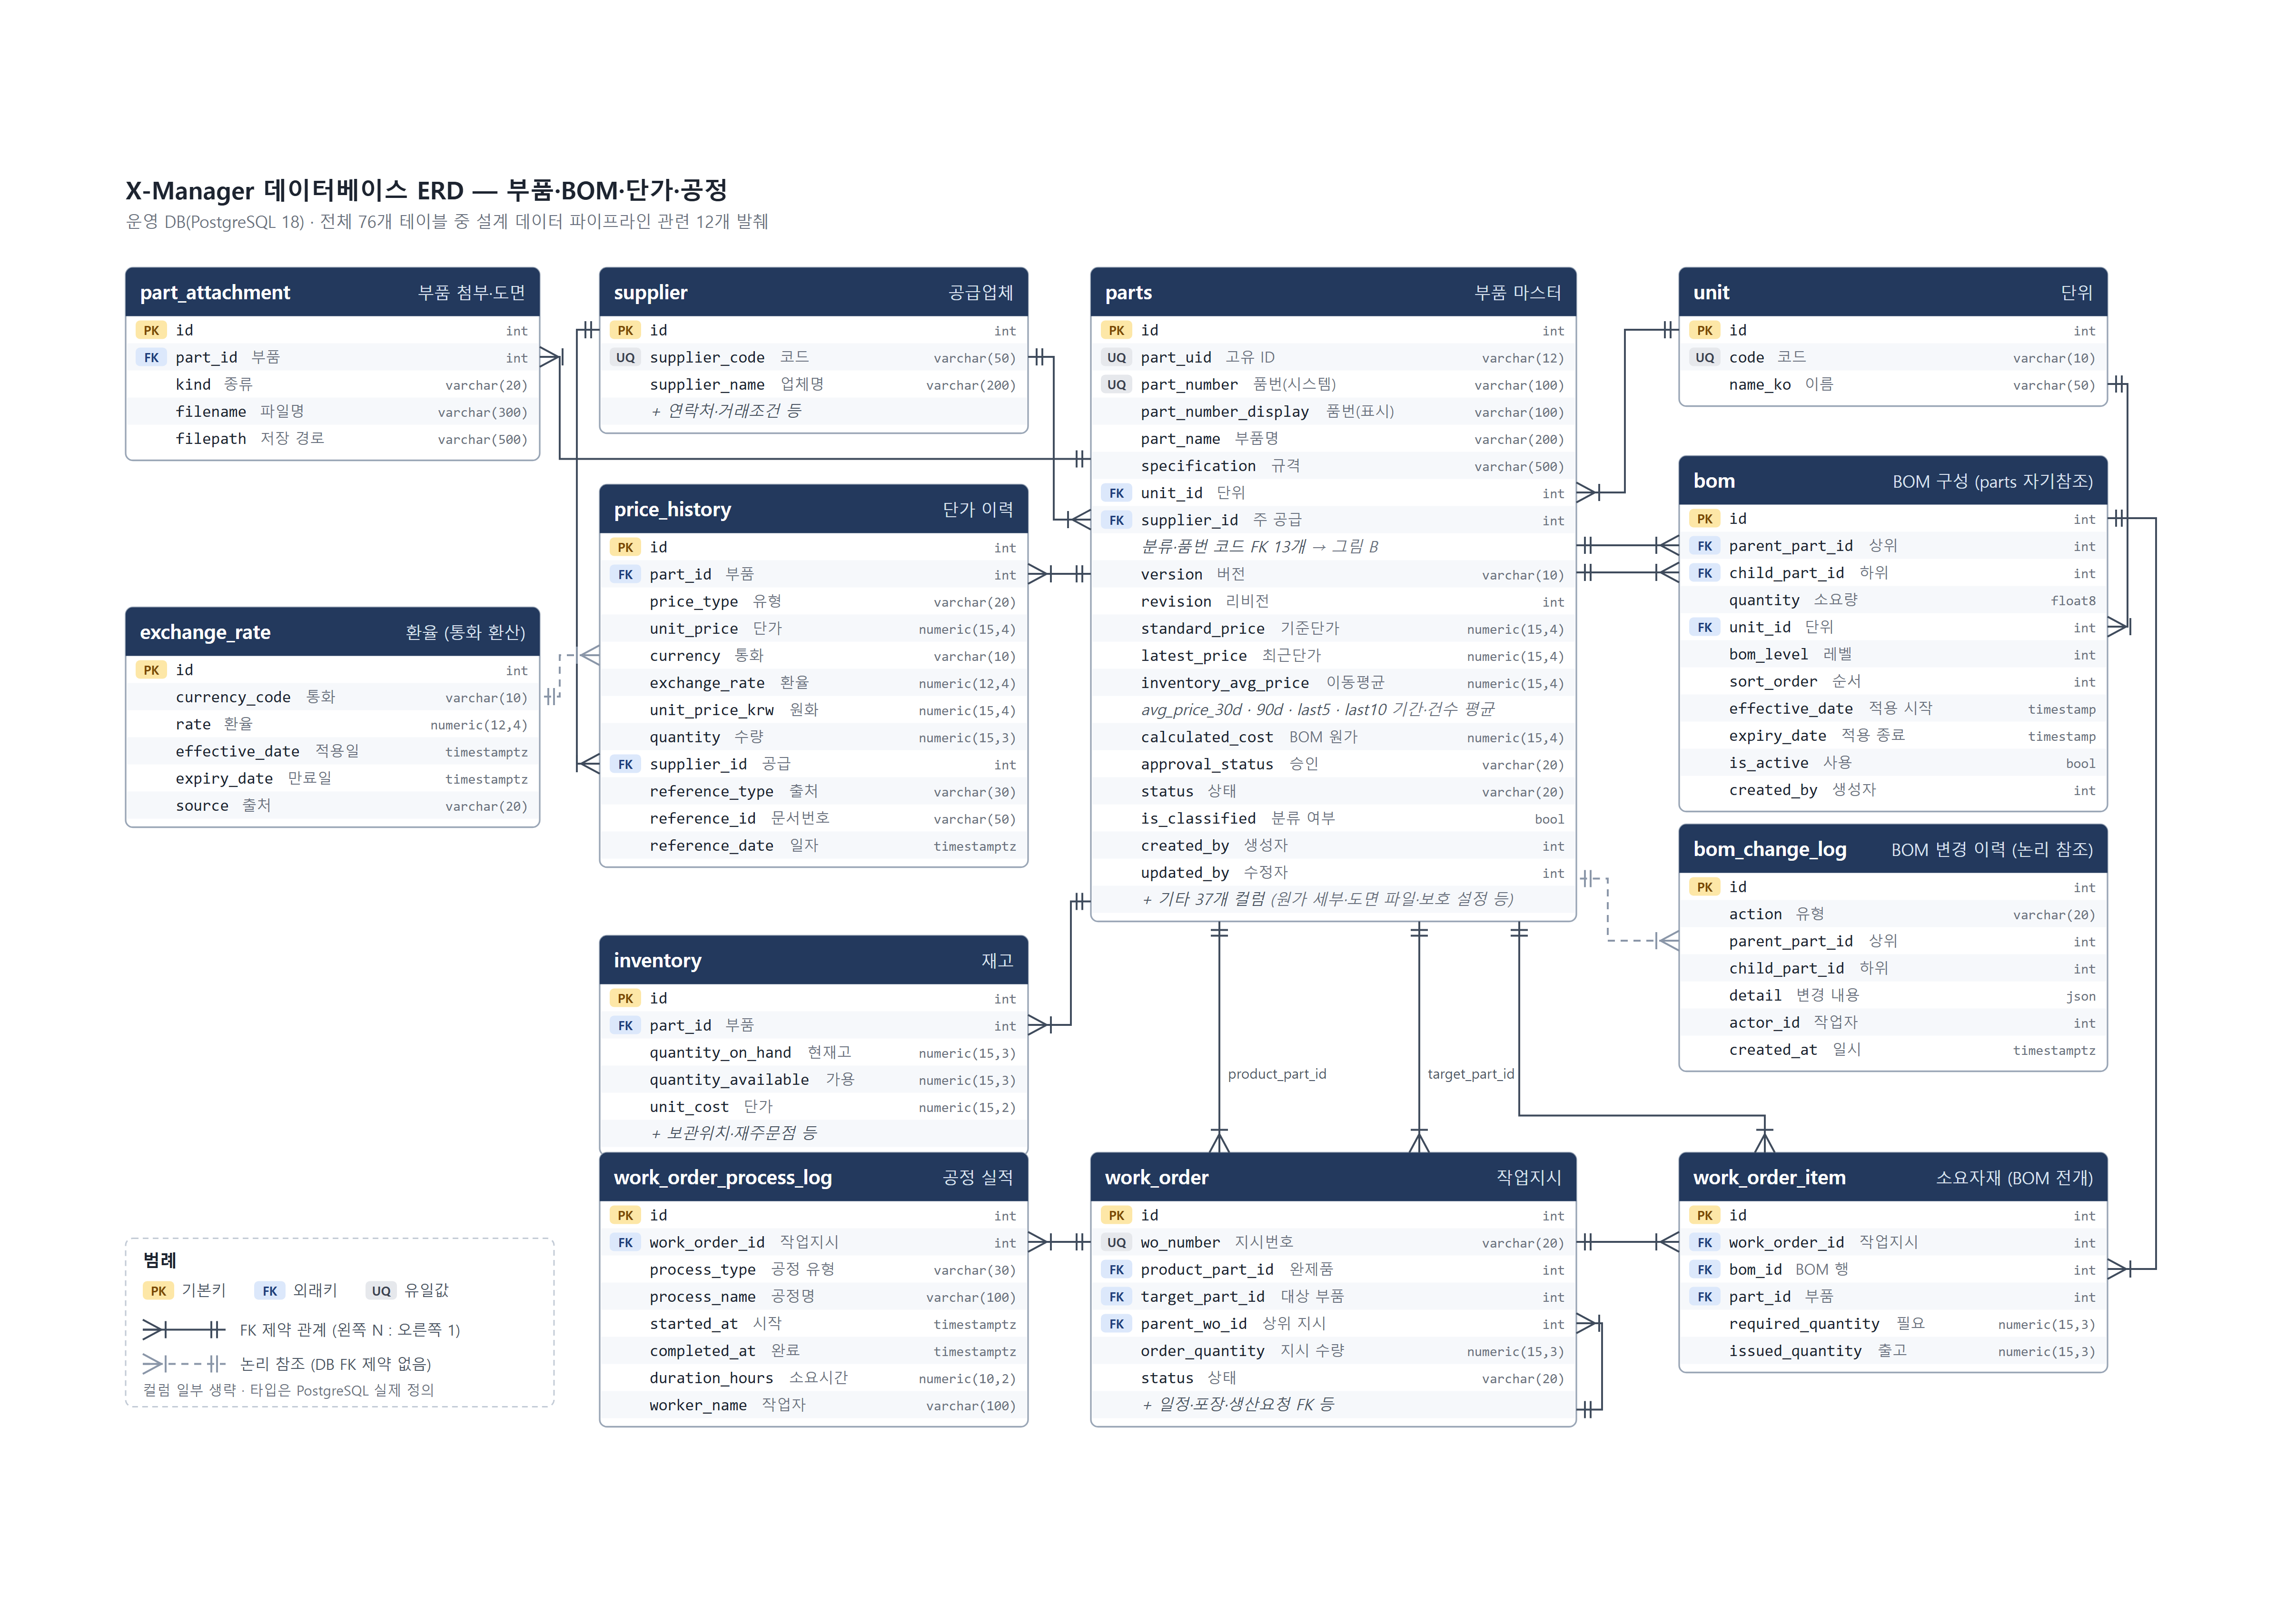 X-Manager 데이터베이스 ERD — 부품·BOM·단가·공정
운영 DB(PostgreSQL 18) · 전체 76개 테이블 중 설계 데이터 파이프라인 관련 12개 발췌
part_attachment 부품 첨부·도면
PK id int
FK part_id 부품 int
kind 종류 varchar(20)
filename 파일명 varchar(300)
filepath 저장 경로 varchar(500)
exchange_rate 환율 (통화 환산)
PK id int
currency_code 통화 varchar(10)
rate 환율 numeric(12,4)
effective_date 적용일 timestamptz
expiry_date 만료일 timestamptz
source 출처 varchar(20)
supplier 공급업체
PK id int
UQ supplier_code 코드 varchar(50)
supplier_name 업체명 varchar(200)
+ 연락처·거래조건 등
price_history 단가 이력
PK id int
FK part_id 부품 int
price_type 유형 varchar(20)
unit_price 단가 numeric(15,4)
currency 통화 varchar(10)
exchange_rate 환율 numeric(12,4)
unit_price_krw 원화 numeric(15,4)
quantity 수량 numeric(15,3)
FK supplier_id 공급 int
reference_type 출처 varchar(30)
reference_id 문서번호 varchar(50)
reference_date 일자 timestamptz
inventory 재고
PK id int
FK part_id 부품 int
quantity_on_hand 현재고 numeric(15,3)
quantity_available 가용 numeric(15,3)
unit_cost 단가 numeric(15,2)
+ 보관위치·재주문점 등
work_order_process_log 공정 실적
PK id int
FK work_order_id 작업지시 int
process_type 공정 유형 varchar(30)
process_name 공정명 varchar(100)
started_at 시작 timestamptz
completed_at 완료 timestamptz
duration_hours 소요시간 numeric(10,2)
worker_name 작업자 varchar(100)
parts 부품 마스터
PK id int
UQ part_uid 고유 ID varchar(12)
UQ part_number 품번(시스템) varchar(100)
part_number_display 품번(표시) varchar(100)
part_name 부품명 varchar(200)
specification 규격 varchar(500)
FK unit_id 단위 int
FK supplier_id 주 공급 int
분류·품번 코드 FK 13개 → 그림 B
version 버전 varchar(10)
revision 리비전 int
standard_price 기준단가 numeric(15,4)
latest_price 최근단가 numeric(15,4)
inventory_avg_price 이동평균 numeric(15,4)
avg_price_30d · 90d · last5 · last10 기간·건수 평균
calculated_cost BOM 원가 numeric(15,4)
approval_status 승인 varchar(20)
status 상태 varchar(20)
is_classified 분류 여부 bool
created_by 생성자 int
updated_by 수정자 int
+ 기타 37개 컬럼 (원가 세부·도면 파일·보호 설정 등)
product_part_id
target_part_id
work_order 작업지시
PK id int
UQ wo_number 지시번호 varchar(20)
FK product_part_id 완제품 int
FK target_part_id 대상 부품 int
FK parent_wo_id 상위 지시 int
order_quantity 지시 수량 numeric(15,3)
status 상태 varchar(20)
+ 일정·포장·생산요청 FK 등
unit 단위
PK id int
UQ code 코드 varchar(10)
name_ko 이름 varchar(50)
bom BOM 구성 (parts 자기참조)
PK id int
FK parent_part_id 상위 int
FK child_part_id 하위 int
quantity 소요량 float8
FK unit_id 단위 int
bom_level 레벨 int
sort_order 순서 int
effective_date 적용 시작 timestamp
expiry_date 적용 종료 timestamp
is_active 사용 bool
created_by 생성자 int
bom_change_log BOM 변경 이력 (논리 참조)
PK id int
action 유형 varchar(20)
parent_part_id 상위 int
child_part_id 하위 int
detail 변경 내용 json
actor_id 작업자 int
created_at 일시 timestamptz
work_order_item 소요자재 (BOM 전개)
PK id int
FK work_order_id 작업지시 int
FK bom_id BOM 행 int
FK part_id 부품 int
required_quantity 필요 numeric(15,3)
issued_quantity 출고 numeric(15,3)
범례
PK 기본키 FK 외래키 UQ 유일값
FK 제약 관계 (왼쪽 N : 오른쪽 1)
논리 참조 (DB FK 제약 없음)
컬럼 일부 생략 · 타입은 PostgreSQL 실제 정의